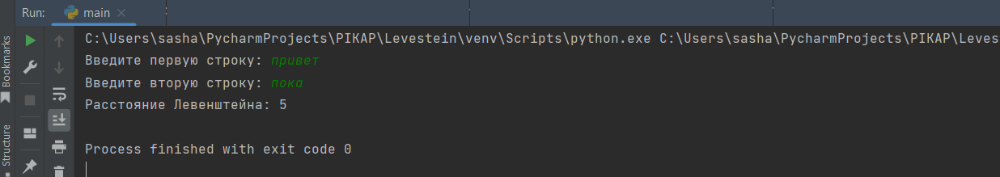 Run: main
C:\Users\sasha\PycharmProjects\PIKAP\Levestein\venv\Scripts\python.exe C:\Users\sasha\PycharmProjects\PIKAP\Leves
Введите первую строку: привет
Введите вторую строку: пока
Расстояние Левенштейна: 5
Process finished with exit code 0
Bookmarks
Structure